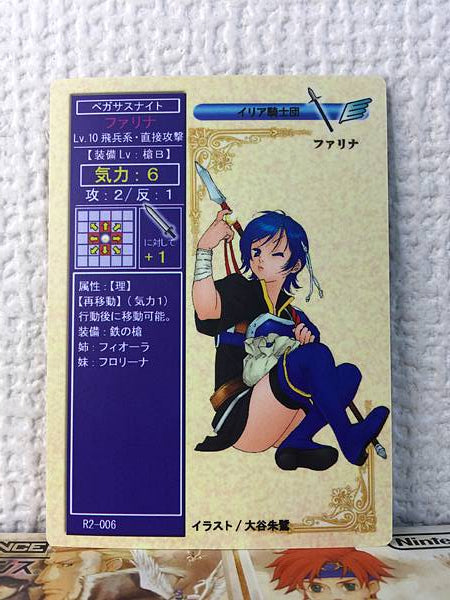 ペガサスナイト
ファリナ
Lv.10 飛兵系・直接攻撃
【装備Lv：槍B】
気力：6
攻：2/反：1
に対して
+1
属性：【理】
【再移動】（気力1）
行動後に移動可能。
装備：鉄の槍
姉：フィオーラ
妹：フロリーナ
R2-006
イリア騎士団
ファリナ
イラスト/大谷朱鷺
Ninten